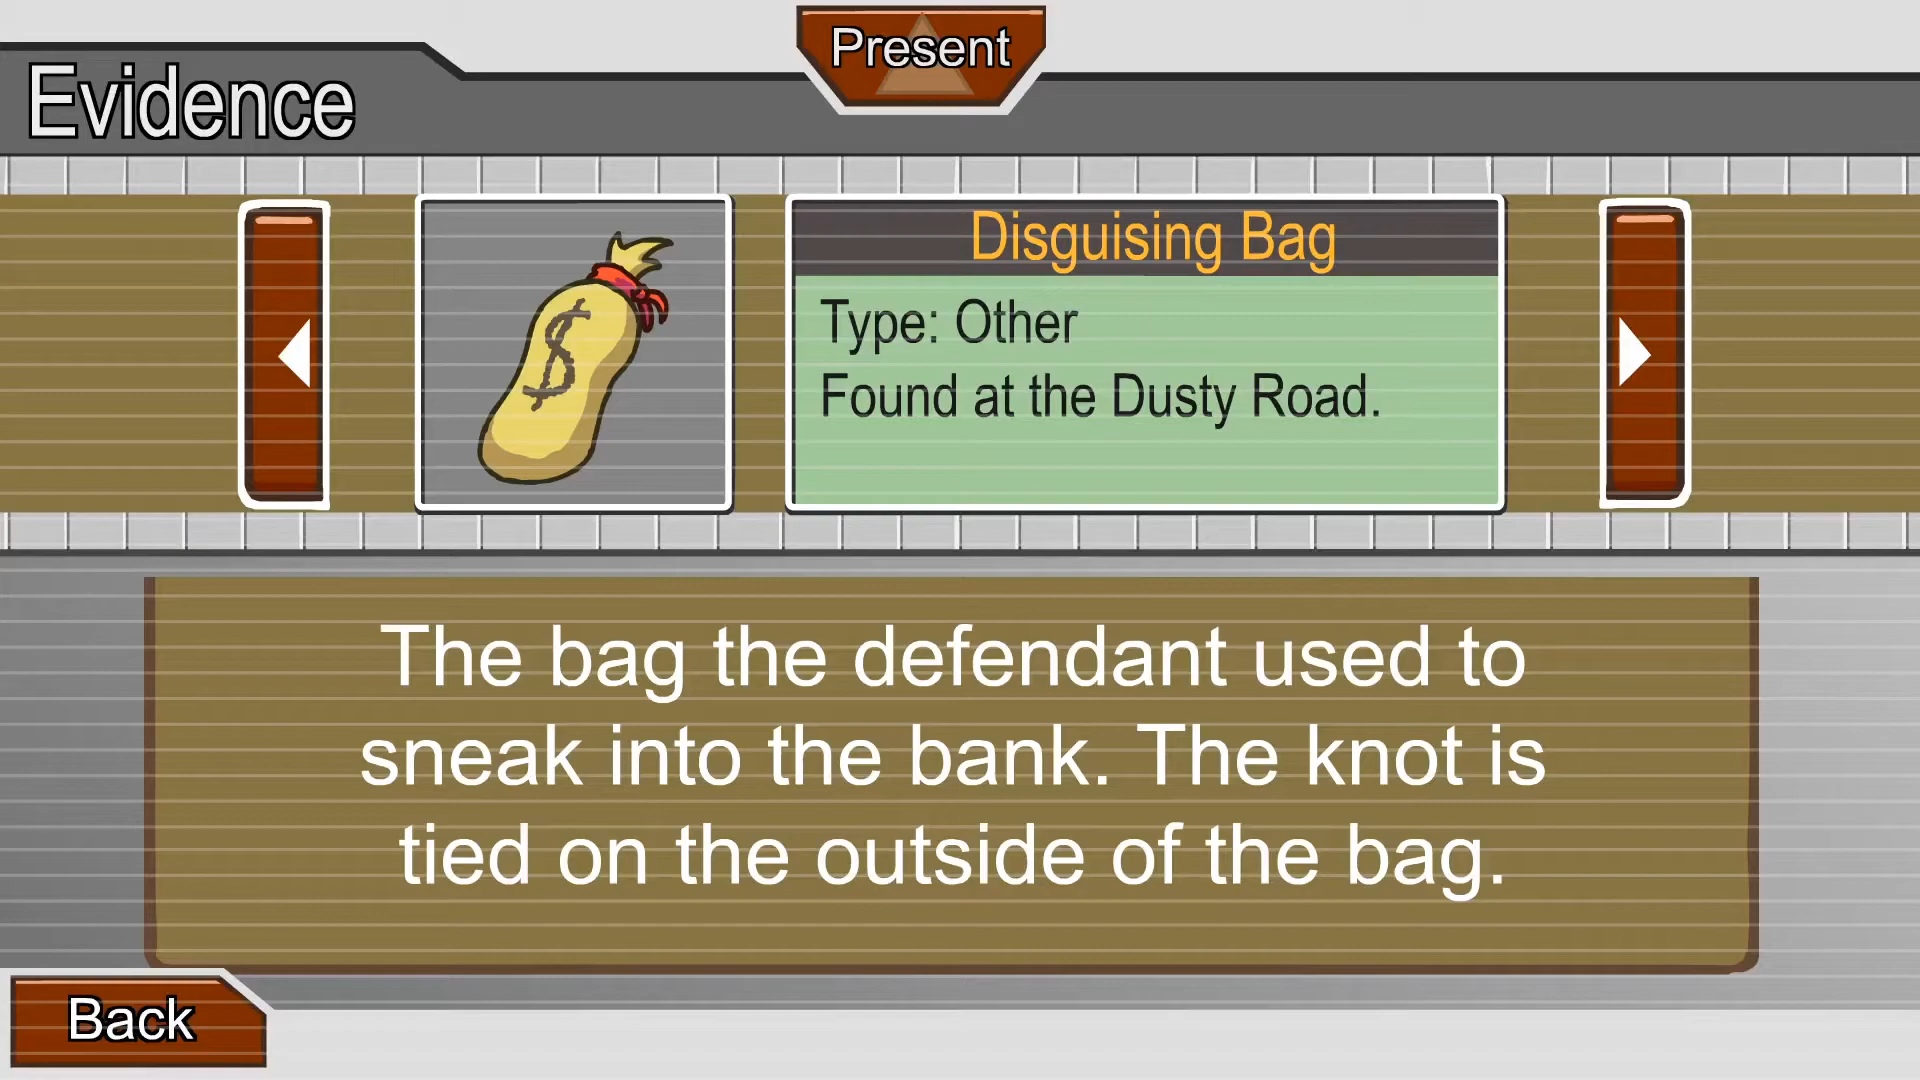 Present
Evidence
Disguising Bag
Type: Other
Found at the Dusty Road.
$
The bag the defendant used to
sneak into the bank. The knot is
tied on the outside of the bag.
Back